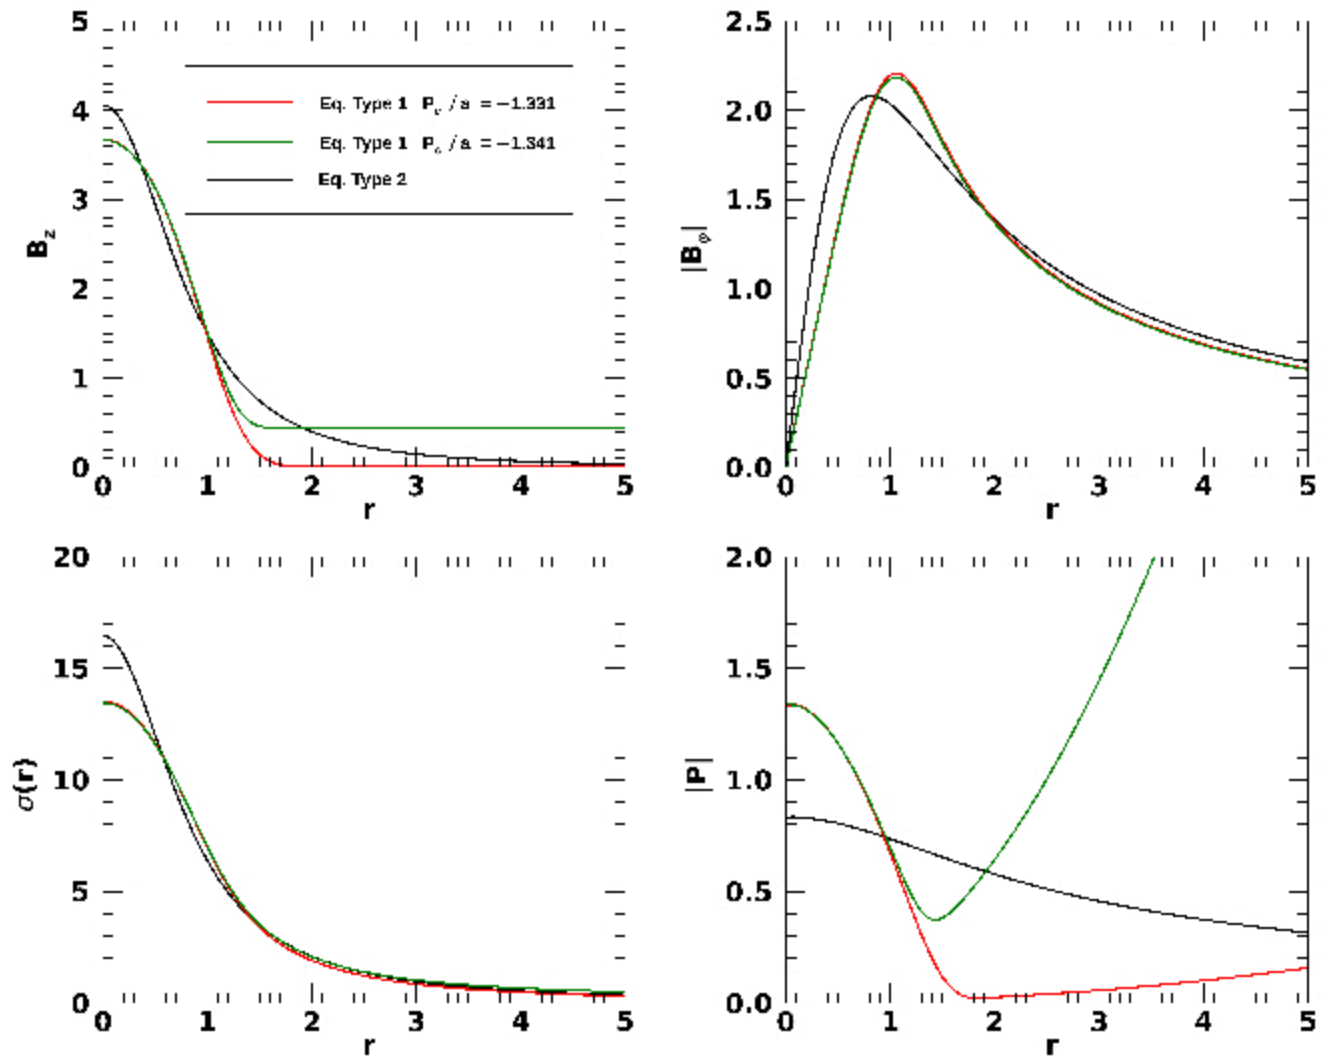 5
4
3
2
1
0
B_z
Eq. Type 1 P_c / a = −1.331
Eq. Type 1 P_c / a = −1.341
Eq. Type 2
0 1 2 3 4 5
r
2.5
2.0
1.5
1.0
0.5
0.0
|B_φ|
0 1 2 3 4 5
r
20
15
10
5
0
σ(r)
0 1 2 3 4 5
r
2.0
1.5
1.0
0.5
0.0
|P|
0 1 2 3 4 5
r